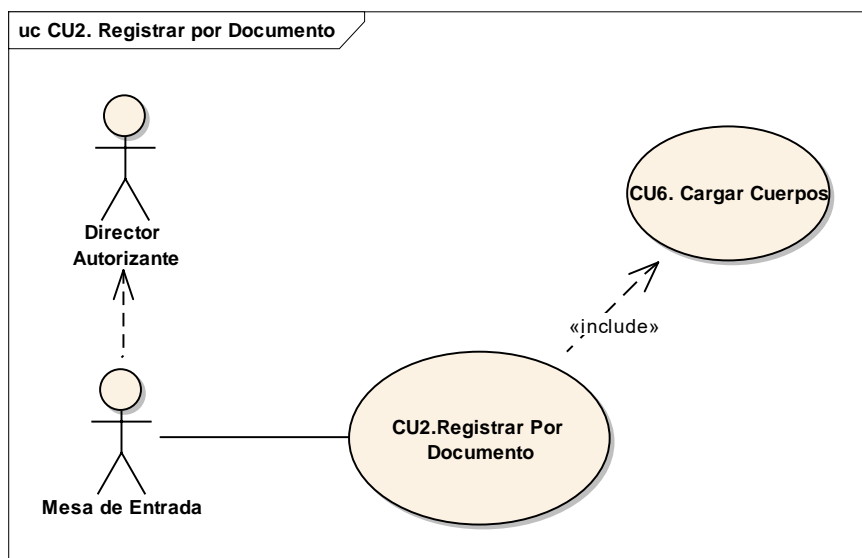 uc CU2. Registrar por Documento
Director
Autorizante
CU6. Cargar Cuerpos
«include»
CU2.Registrar Por
Documento
Mesa de Entrada